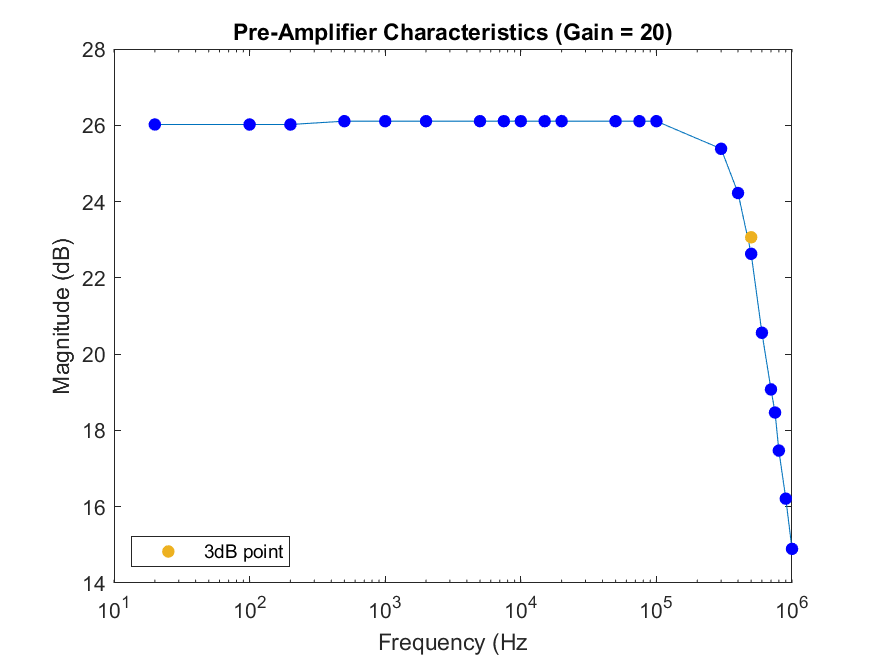 Pre-Amplifier Characteristics (Gain = 20)
28
26
24
22
20
18
16
14
Magnitude (dB)
3dB point
10^1 10^2 10^3 10^4 10^5 10^6
Frequency (Hz